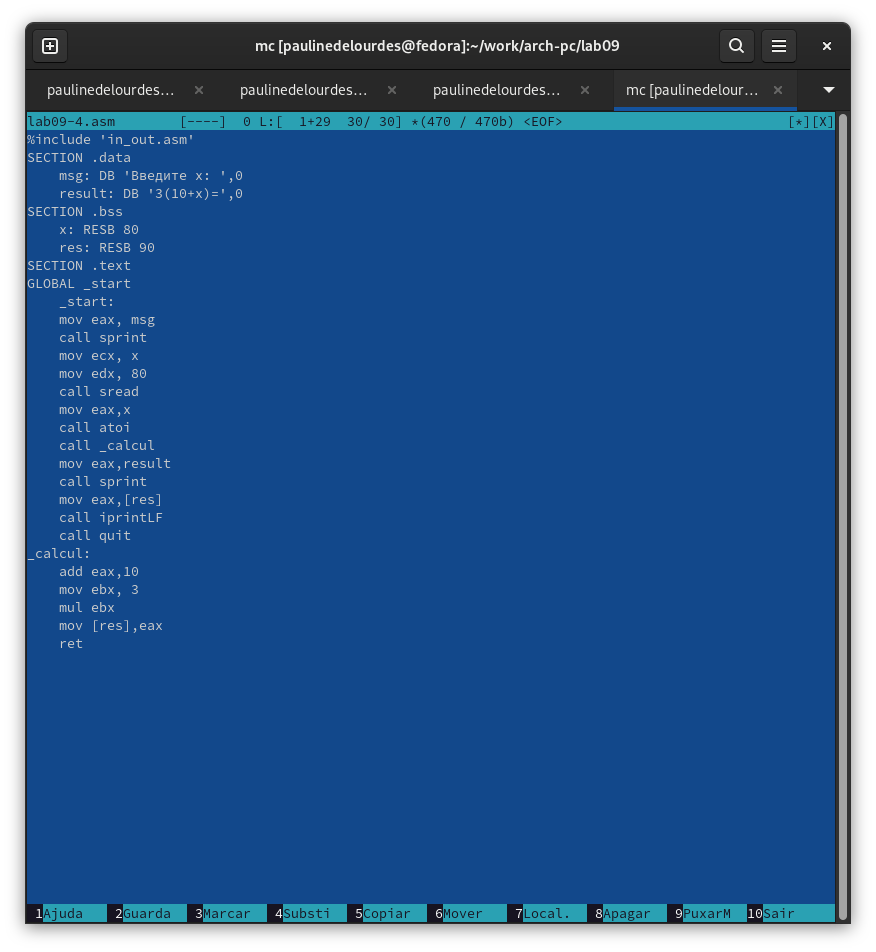 mc [paulinedelourdes@fedora]:~/work/arch-pc/lab09
paulinedelourdes… × paulinedelourdes… × paulinedelourdes… × mc [paulinedelour… ×
lab09-4.asm [----] 0 L:[ 1+29 30/ 30] *(470 / 470b) <EOF> [*][X]
%include 'in_out.asm'
SECTION .data
    msg: DB 'Введите x: ',0
    result: DB '3(10+x)=',0
SECTION .bss
    x: RESB 80
    res: RESB 90
SECTION .text
GLOBAL _start
    _start:
    mov eax, msg
    call sprint
    mov ecx, x
    mov edx, 80
    call sread
    mov eax,x
    call atoi
    call _calcul
    mov eax,result
    call sprint
    mov eax,[res]
    call iprintLF
    call quit
_calcul:
    add eax,10
    mov ebx, 3
    mul ebx
    mov [res],eax
    ret
1Ajuda 2Guarda 3Marcar 4Substi 5Copiar 6Mover 7Local. 8Apagar 9PuxarM 10Sair